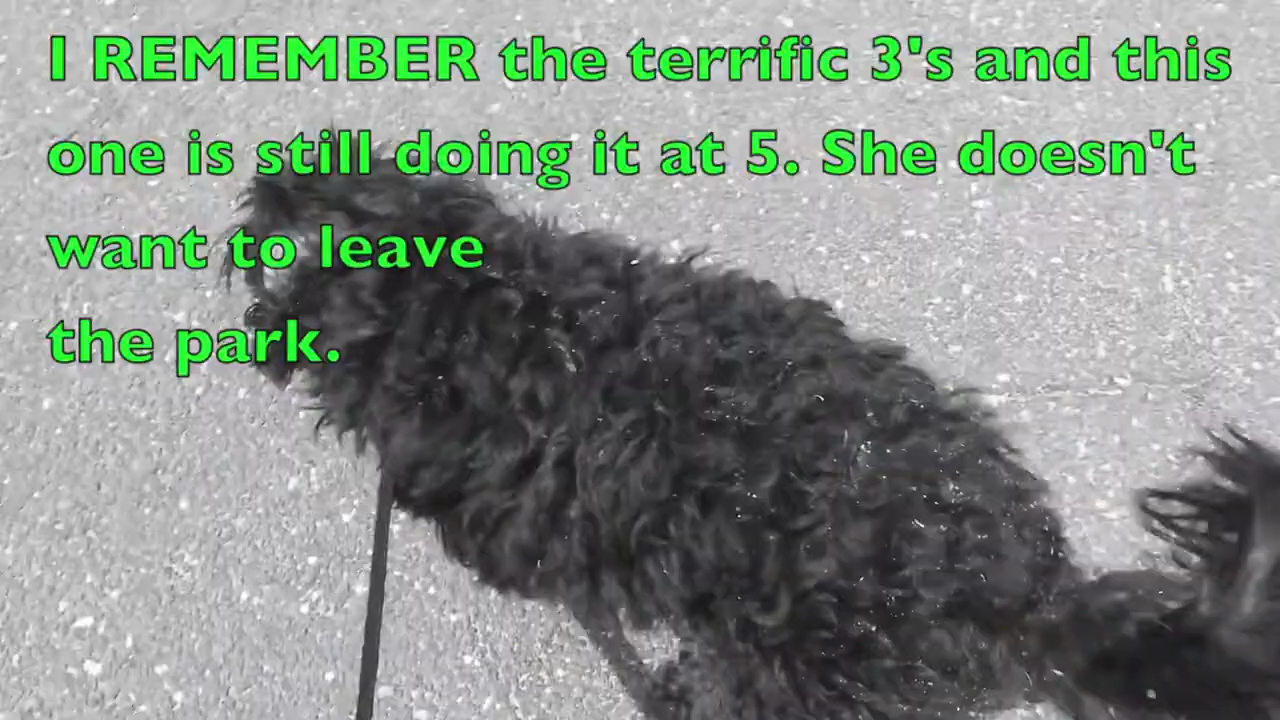 I REMEMBER the terrific 3's and this
one is still doing it at 5. She doesn't
want to leave
the park.